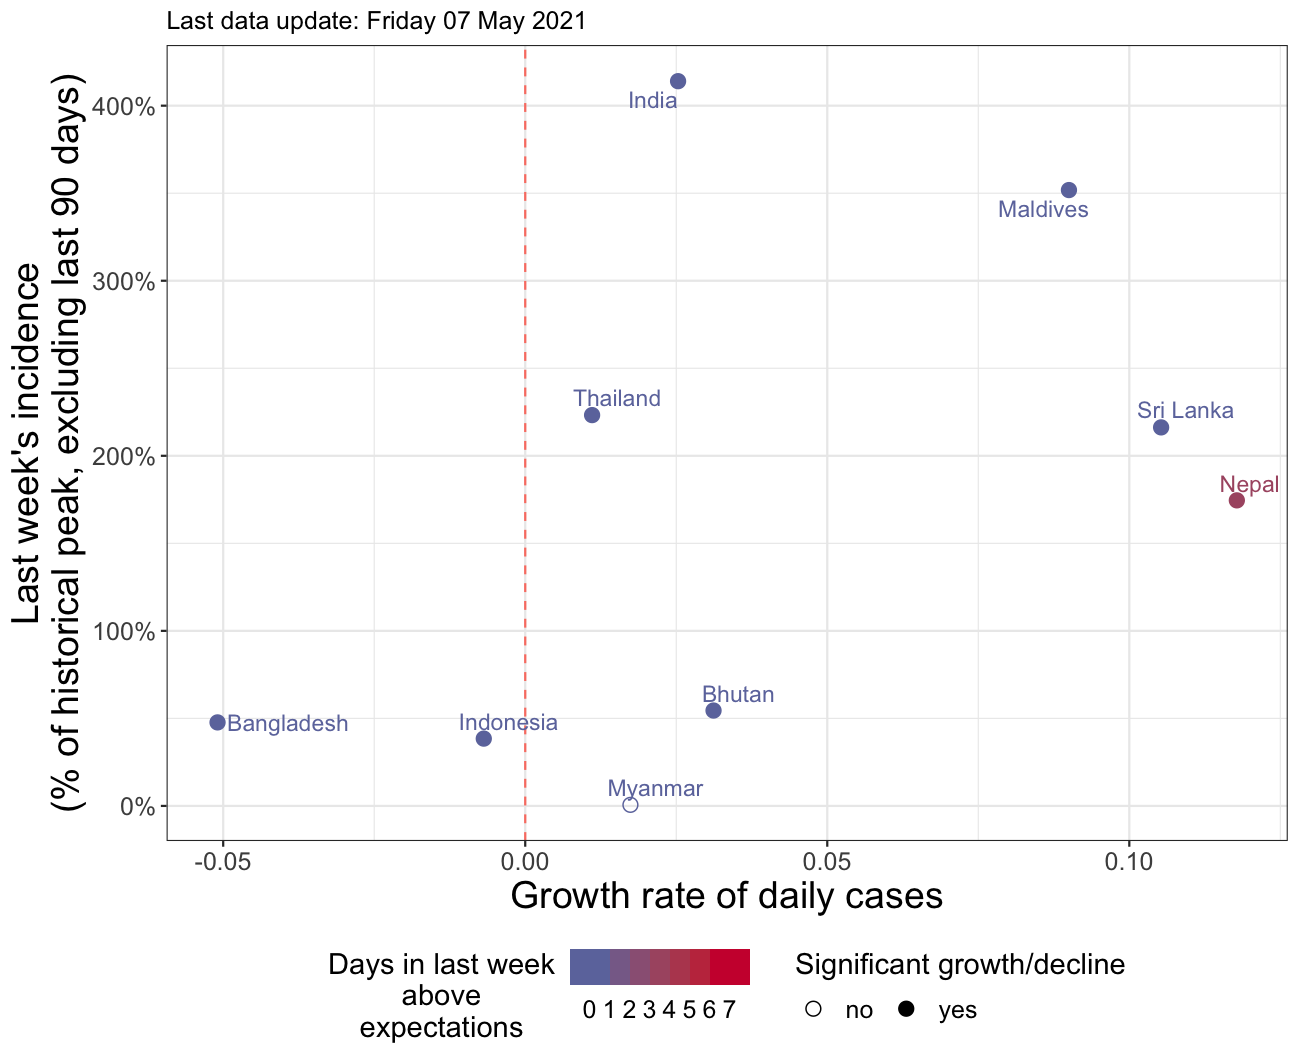 Last data update: Friday 07 May 2021
Last week's incidence
(% of historical peak, excluding last 90 days)
400%
300%
200%
100%
0%
India
Maldives
Thailand
Sri Lanka
Nepal
Bhutan
Bangladesh
Indonesia
Myanmar
-0.05 0.00 0.05 0.10
Growth rate of daily cases
Days in last week
above
expectations
0 1 2 3 4 5 6 7
Significant growth/decline
no yes